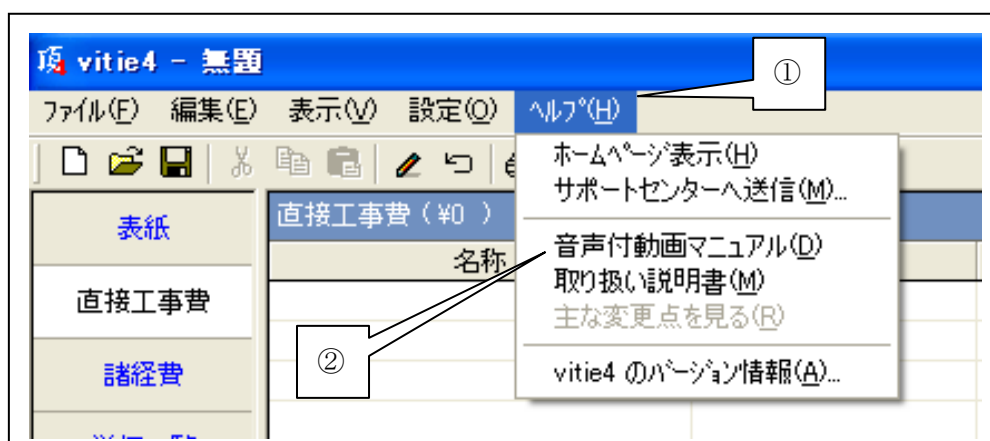 頂 vitie4 - 無題
①
ファイル(F) 編集(E) 表示(V) 設定(O) ヘルプ(H)
ホームページ表示(H)
サポートセンターへ送信(M)...
音声付動画マニュアル(D)
取り扱い説明書(M)
主な変更点を見る(R)
vitie4 のバージョン情報(A)...
表紙
直接工事費
諸経費
直接工事費(¥0 )
名称
②